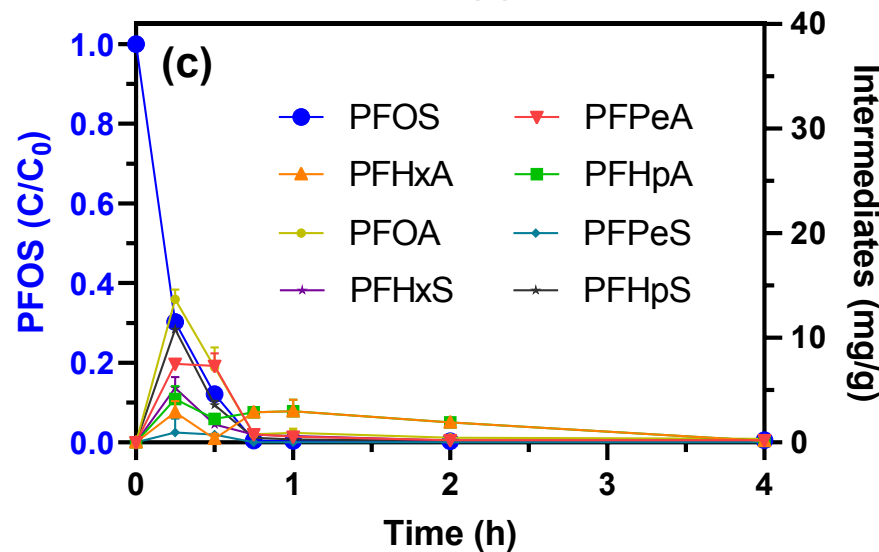 (c)
PFOS (C/C0)
1.0
0.8
0.6
0.4
0.2
0.0
PFOS
PFHxA
PFOA
PFHxS
PFPeA
PFHpA
PFPeS
PFHpS
40
30
20
10
0
Intermediates (mg/g)
0 1 2 3 4
Time (h)